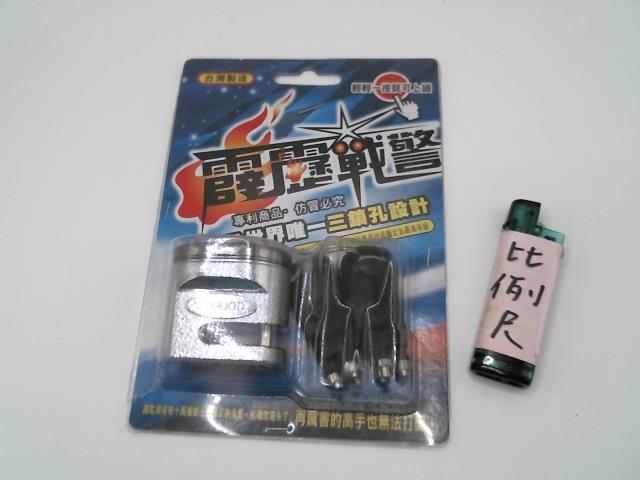 台灣製造
輕輕一按就可上鎖
霹靂戰警
專利商品，仿冒必究
世界唯一三鎖孔設計
GOOD
再厲害的高手也無法打開
比
例
尺